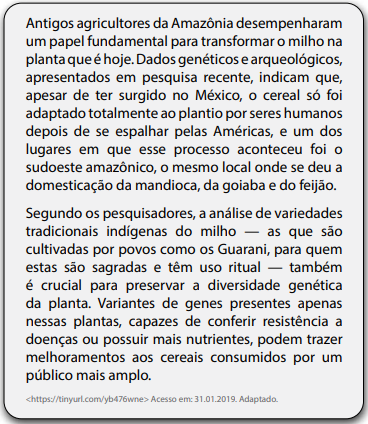 Antigos agricultores da Amazônia desempenharam
um papel fundamental para transformar o milho na
planta que é hoje. Dados genéticos e arqueológicos,
apresentados em pesquisa recente, indicam que,
apesar de ter surgido no México, o cereal só foi
adaptado totalmente ao plantio por seres humanos
depois de se espalhar pelas Américas, e um dos
lugares em que esse processo aconteceu foi o
sudoeste amazônico, o mesmo local onde se deu a
domesticação da mandioca, da goiaba e do feijão.
Segundo os pesquisadores, a análise de variedades
tradicionais indígenas do milho — as que são
cultivadas por povos como os Guarani, para quem
estas são sagradas e têm uso ritual — também
é crucial para preservar a diversidade genética
da planta. Variantes de genes presentes apenas
nessas plantas, capazes de conferir resistência a
doenças ou possuir mais nutrientes, podem trazer
melhoramentos aos cereais consumidos por um
público mais amplo.
<https://tinyurl.com/yb476wne> Acesso em: 31.01.2019. Adaptado.